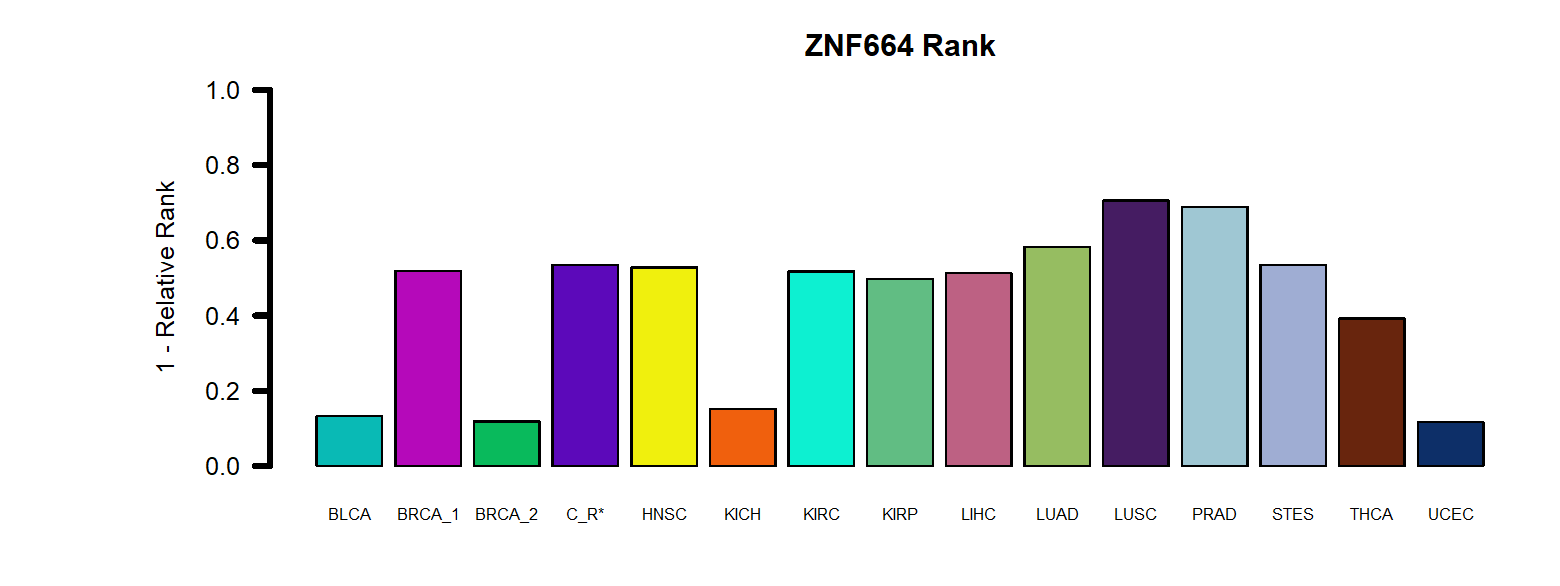 ZNF664 Rank
1 - Relative Rank
1.0
0.8
0.6
0.4
0.2
0.0
BLCA BRCA_1 BRCA_2 C_R* HNSC KICH KIRC KIRP LIHC LUAD LUSC PRAD STES THCA UCEC